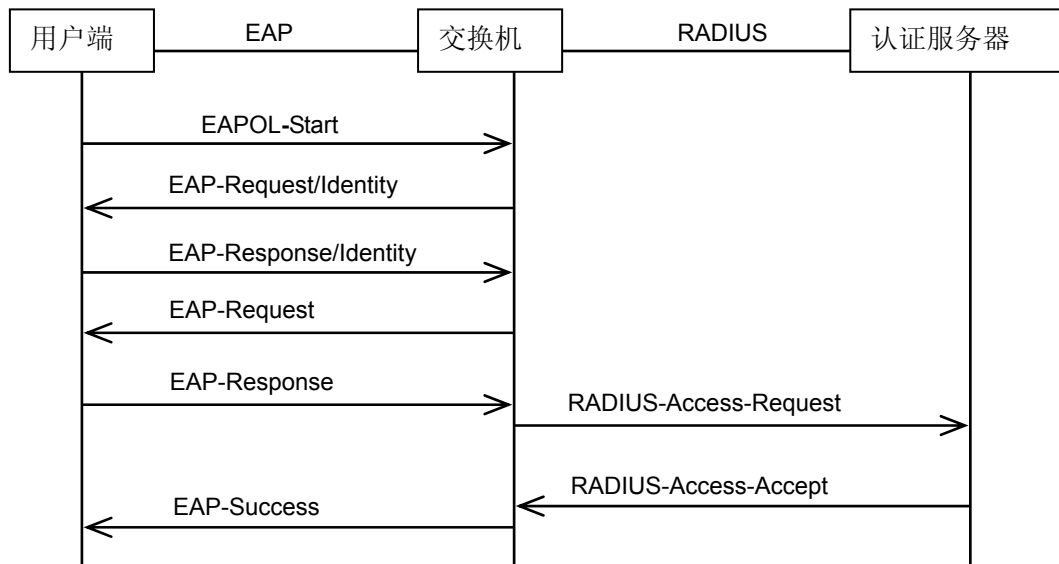 用户端
EAP
交换机
RADIUS
认证服务器
EAPOL-Start
EAP-Request/Identity
EAP-Response/Identity
EAP-Request
EAP-Response
RADIUS-Access-Request
RADIUS-Access-Accept
EAP-Success